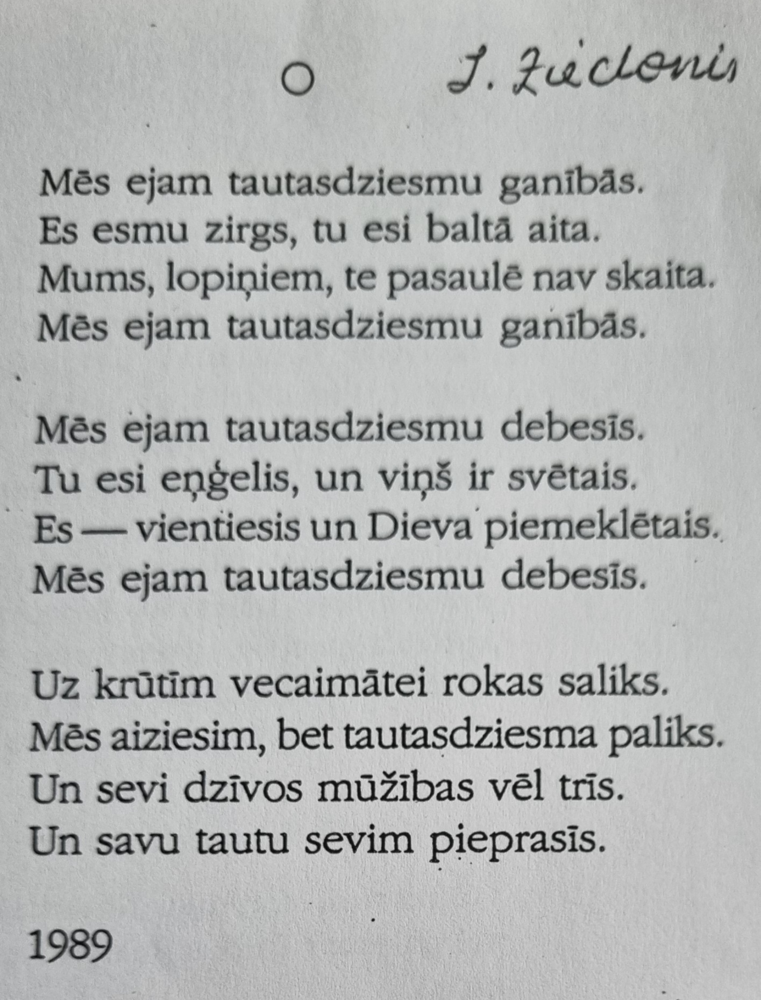 I. Ziedonis
Mēs ejam tautasdziesmu ganībās.
Es esmu zirgs, tu esi baltā aita.
Mums, lopiņiem, te pasaulē nav skaita.
Mēs ejam tautasdziesmu ganībās.
Mēs ejam tautasdziesmu debesīs.
Tu esi eņģelis, un viņš ir svētais.
Es — vientiesis un Dieva piemeklētais.
Mēs ejam tautasdziesmu debesīs.
Uz krūtīm vecaimātei rokas saliks.
Mēs aiziesim, bet tautasdziesma paliks.
Un sevi dzīvos mūžības vēl trīs.
Un savu tautu sevim pieprasīs.
1989